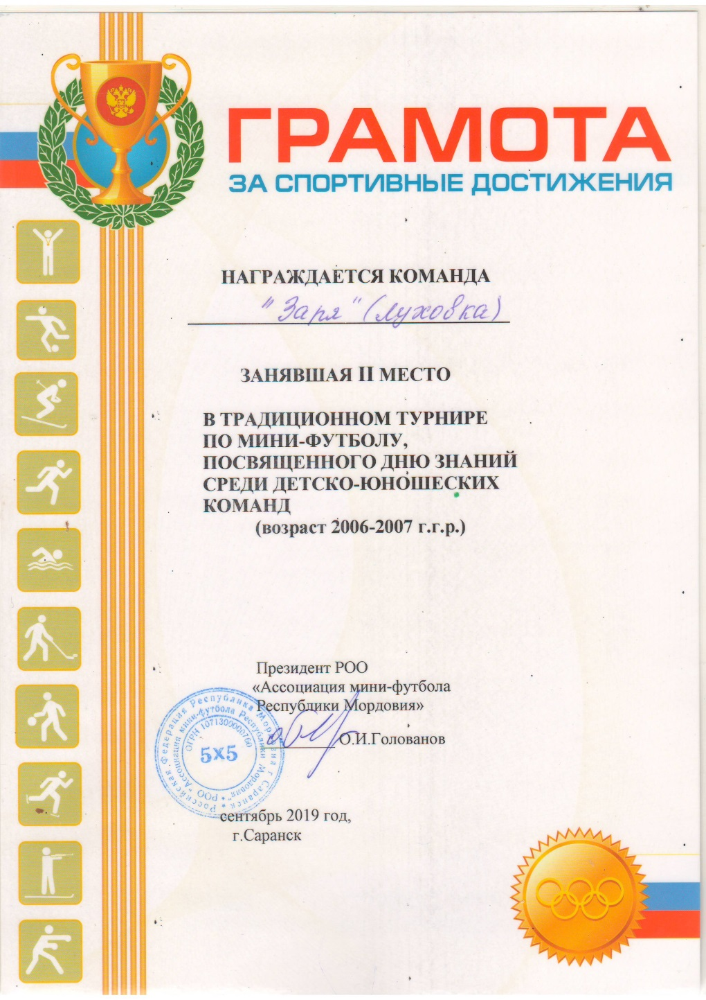 ГРАМОТА
ЗА СПОРТИВНЫЕ ДОСТИЖЕНИЯ
НАГРАЖДАЕТСЯ КОМАНДА
"Заря" (Луховка)
ЗАНЯВШАЯ II МЕСТО
В ТРАДИЦИОННОМ ТУРНИРЕ
ПО МИНИ-ФУТБОЛУ,
ПОСВЯЩЕННОГО ДНЮ ЗНАНИЙ
СРЕДИ ДЕТСКО-ЮНОШЕСКИХ
КОМАНД
(возраст 2006-2007 г.г.р.)
Президент РОО
«Ассоциация мини-футбола
Республики Мордовия»
О.И.Голованов
Российская Федерация Республика Мордовия г. Саранск
РОО "Ассоциация мини-футбола Республики Мордовия"
ОГРН 1071300000760
5х5
сентябрь 2019 год,
г.Саранск